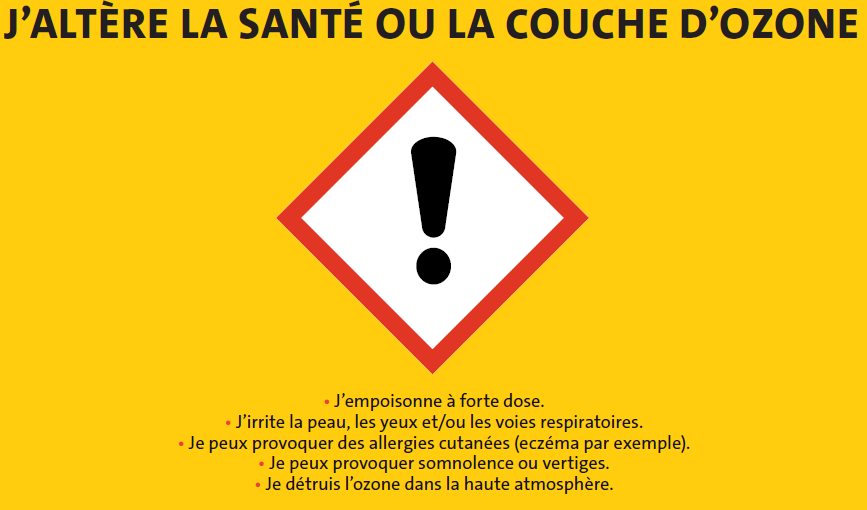 J’ALTÈRE LA SANTÉ OU LA COUCHE D’OZONE
!
• J’empoisonne à forte dose.
• J’irrite la peau, les yeux et/ou les voies respiratoires.
• Je peux provoquer des allergies cutanées (eczéma par exemple).
• Je peux provoquer somnolence ou vertiges.
• Je détruis l’ozone dans la haute atmosphère.